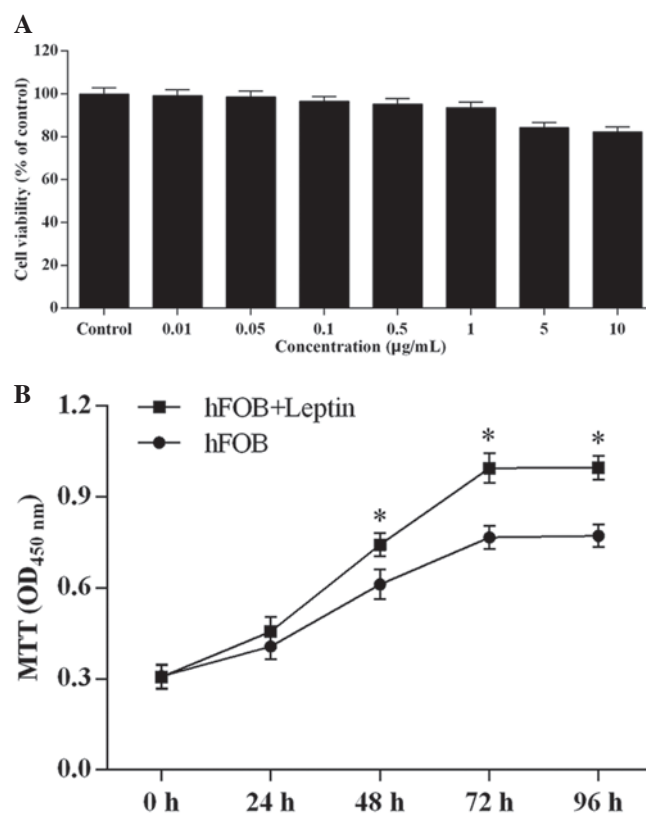 A
120
100
80
60
40
20
0
Cell viability (% of control)
Control 0.01 0.05 0.1 0.5 1 5 10
Concentration (μg/mL)
B
hFOB+Leptin
hFOB
1.2
0.9
0.6
0.3
0.0
MTT (OD450 nm)
* * *
0 h 24 h 48 h 72 h 96 h